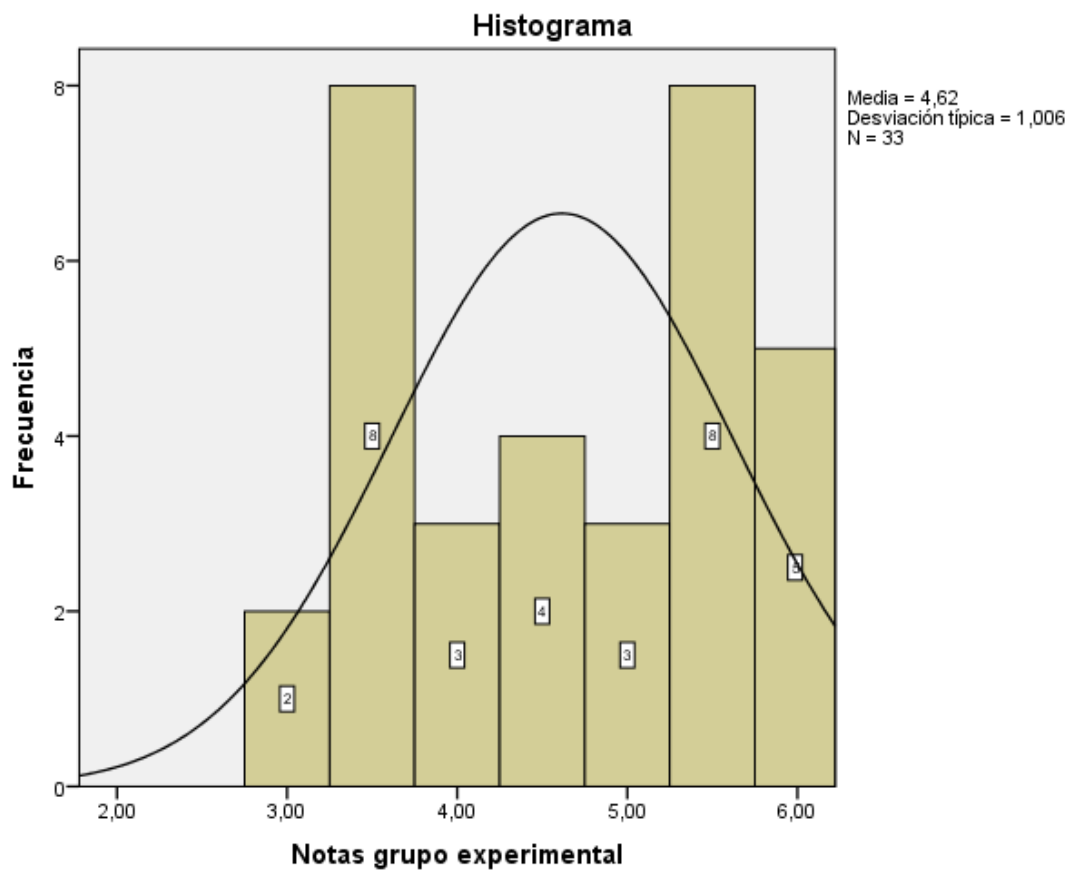 Histograma
Media = 4,62
Desviación típica = 1,006
N = 33
Frecuencia
8
6
4
2
0
2
8
3
4
3
8
5
2,00
3,00
4,00
5,00
6,00
Notas grupo experimental